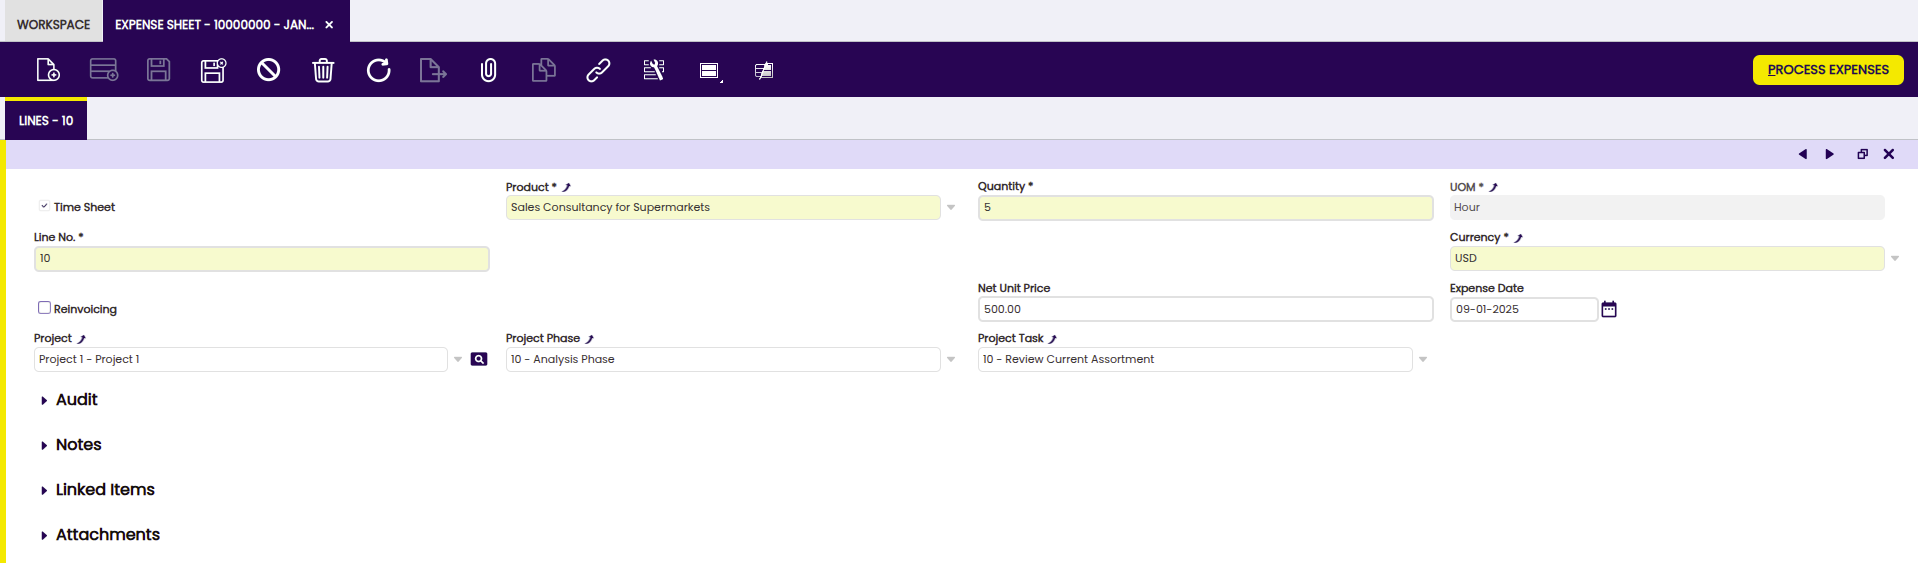 WORKSPACE
EXPENSE SHEET - 10000000 - JAN...
PROCESS EXPENSES
LINES - 10
Time Sheet
Product *
Sales Consultancy for Supermarkets
Quantity *
5
UOM *
Hour
Line No. *
10
Currency *
USD
Reinvoicing
Net Unit Price
500.00
Expense Date
09-01-2025
Project
Project 1 - Project 1
Project Phase
10 - Analysis Phase
Project Task
10 - Review Current Assortment
Audit
Notes
Linked Items
Attachments